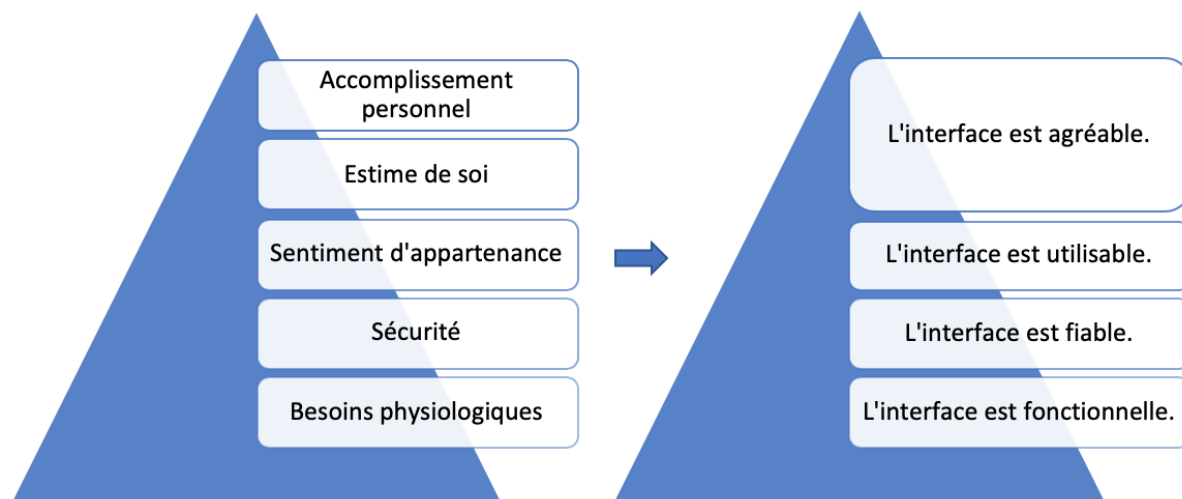 Accomplissement
personnel
Estime de soi
Sentiment d'appartenance
Sécurité
Besoins physiologiques
L'interface est agréable.
L'interface est utilisable.
L'interface est fiable.
L'interface est fonctionnelle.